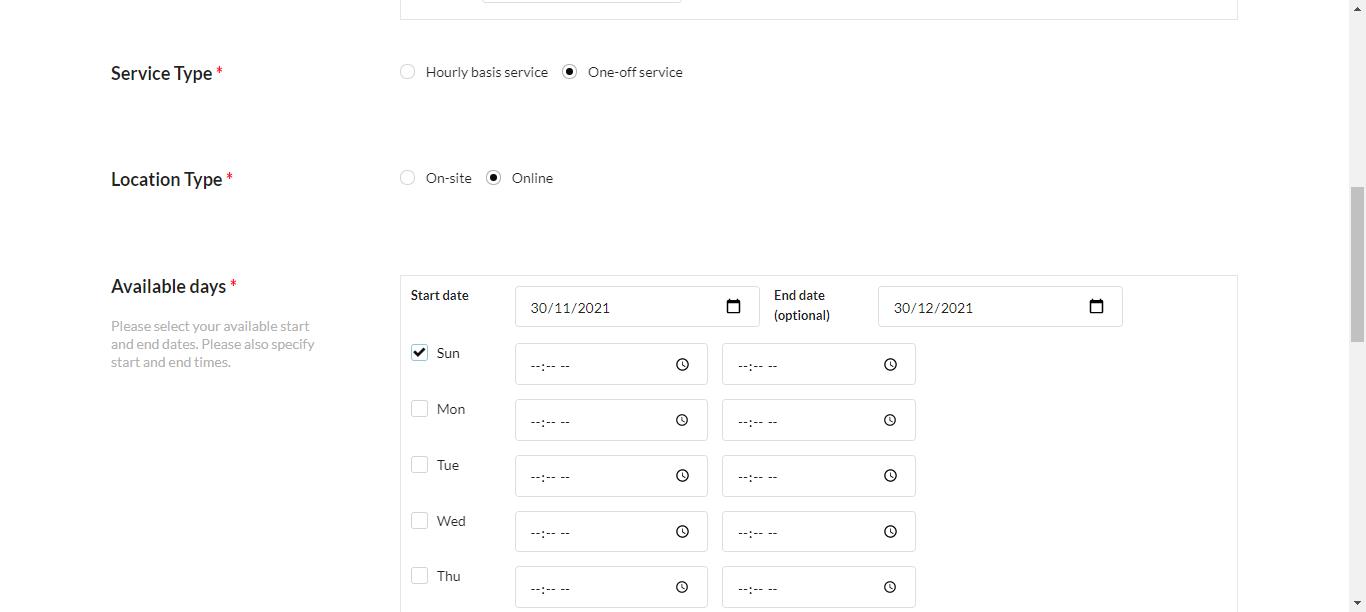 Service Type *
Hourly basis service One-off service
Location Type *
On-site Online
Available days *
Please select your available start
and end dates. Please also specify
start and end times.
Start date 30/11/2021 End date
(optional) 30/12/2021
Sun --:-- -- --:-- --
Mon --:-- -- --:-- --
Tue --:-- -- --:-- --
Wed --:-- -- --:-- --
Thu --:-- -- --:-- --